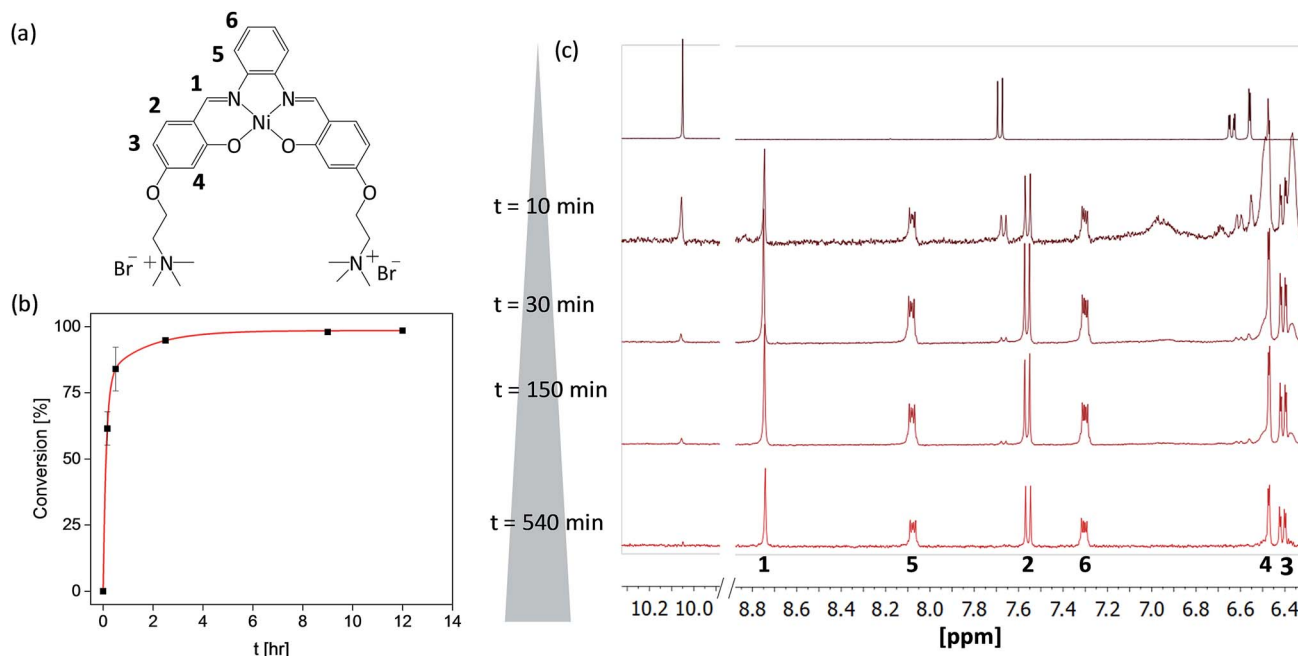 (a)
6
5
1
2
N
N
Ni
3
O
O
4
O
O
Br⁻
+
N
N
+
Br⁻
(b)
100
75
50
25
0
Conversion [%]
0 2 4 6 8 10 12 14
t [hr]
(c)
t = 10 min
t = 30 min
t = 150 min
t = 540 min
1 5 2 6 4 3
10.2 10.0 8.8 8.6 8.4 8.2 8.0 7.8 7.6 7.4 7.2 7.0 6.8 6.6 6.4
[ppm]